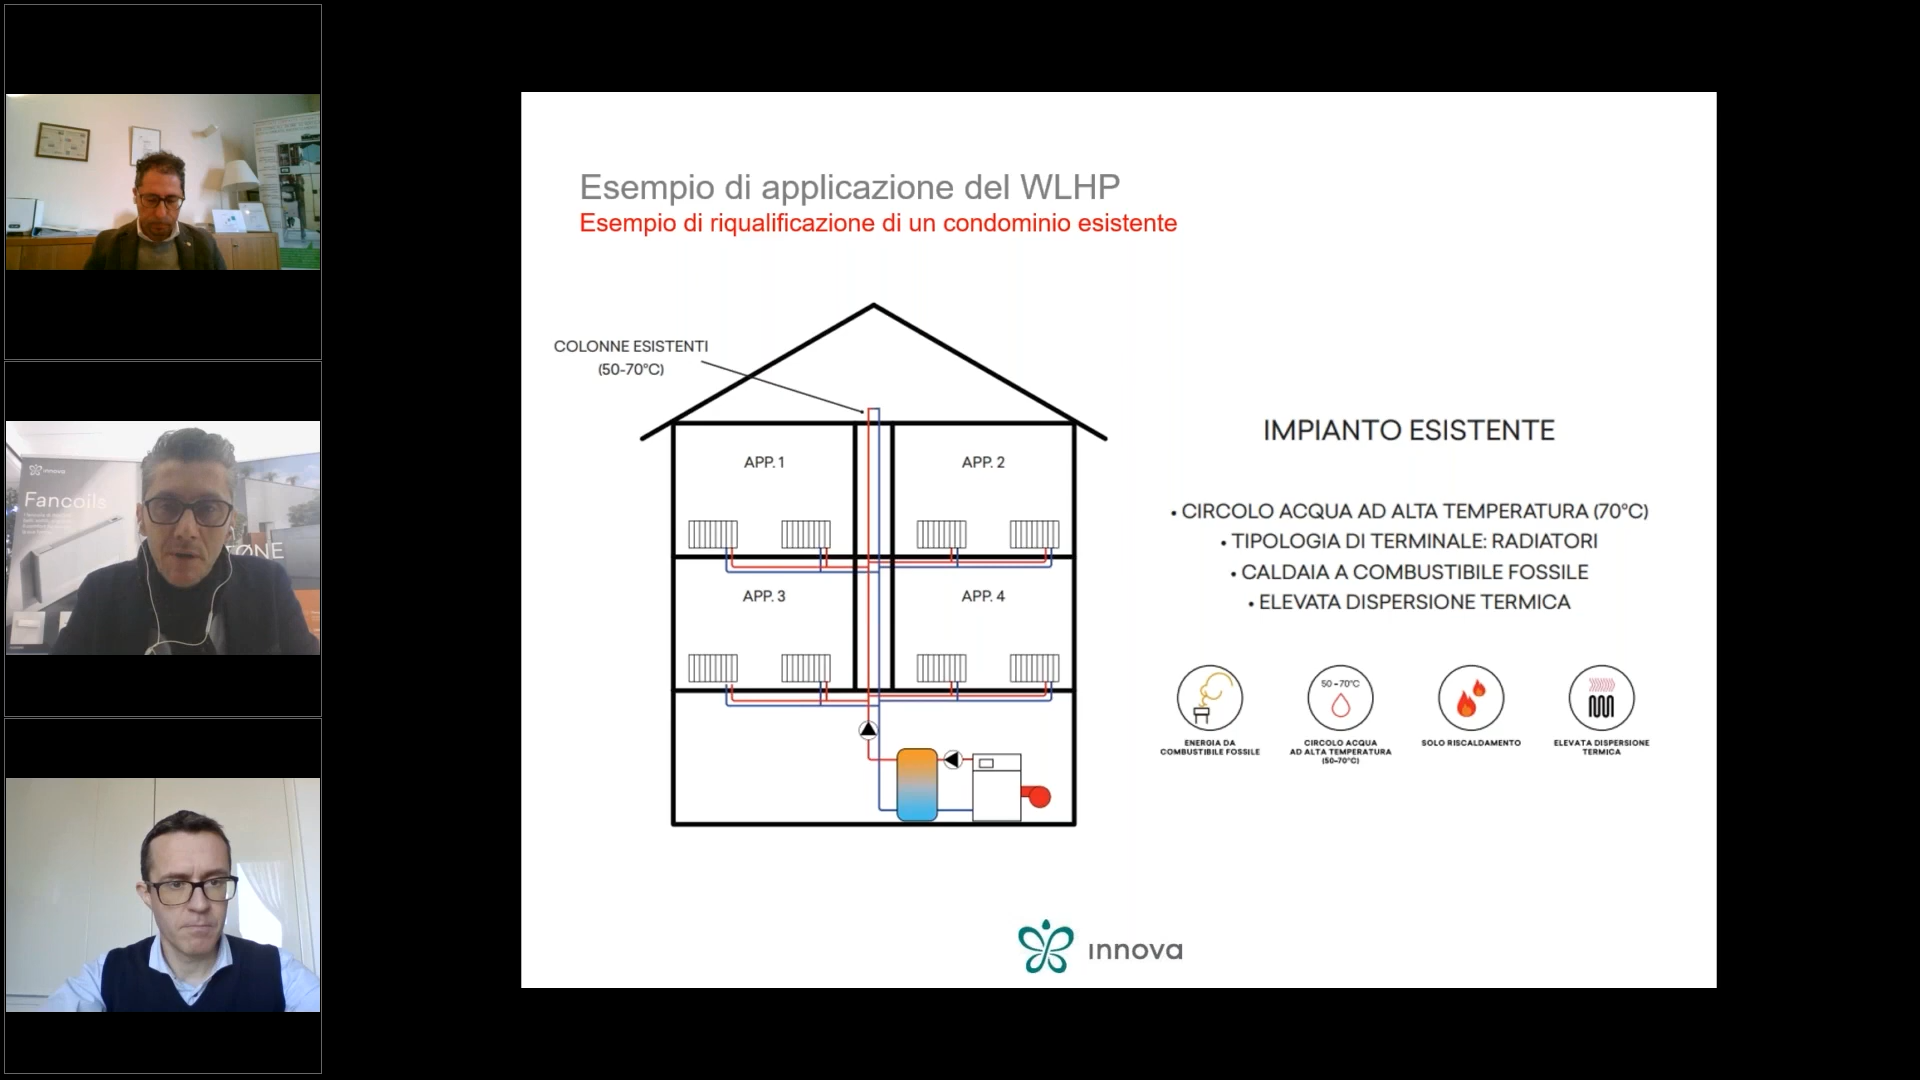 Esempio di applicazione del WLHP
Esempio di riqualificazione di un condominio esistente
COLONNE ESISTENTI
(50-70°C)
APP. 1
APP. 2
APP. 3
APP. 4
IMPIANTO ESISTENTE
• CIRCOLO ACQUA AD ALTA TEMPERATURA (70°C)
• TIPOLOGIA DI TERMINALE: RADIATORI
• CALDAIA A COMBUSTIBILE FOSSILE
• ELEVATA DISPERSIONE TERMICA
50-70°C
ENERGIA DA
COMBUSTIBILE FOSSILE
CIRCOLO ACQUA
AD ALTA TEMPERATURA
(50-70°C)
SOLO RISCALDAMENTO
ELEVATA DISPERSIONE
TERMICA
innova
innova
Fancoils